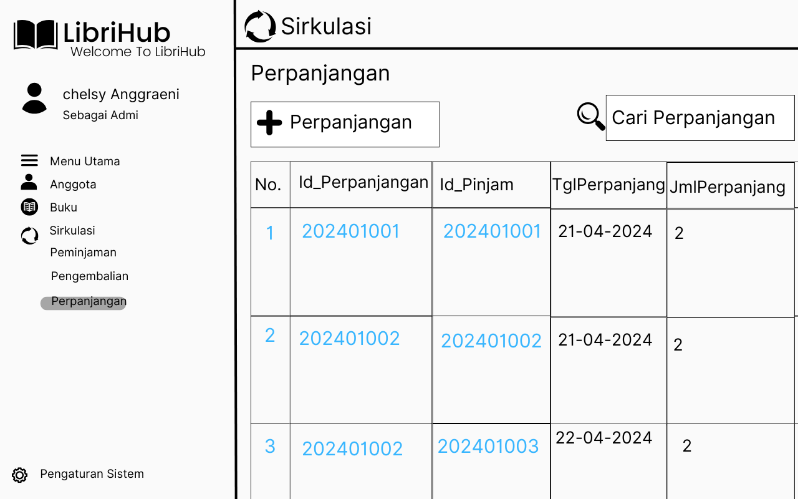 LibriHub
Welcome To LibriHub
chelsy Anggraeni
Sebagai Admi
Menu Utama
Anggota
Buku
Sirkulasi
Peminjaman
Pengembalian
Perpanjangan
Pengaturan Sistem
Sirkulasi
Perpanjangan
Perpanjangan
Cari Perpanjangan
No. Id_Perpanjangan Id_Pinjam TglPerpanjang JmlPerpanjang
1 202401001 202401001 21-04-2024 2
2 202401002 202401002 21-04-2024 2
3 202401002 202401003 22-04-2024 2